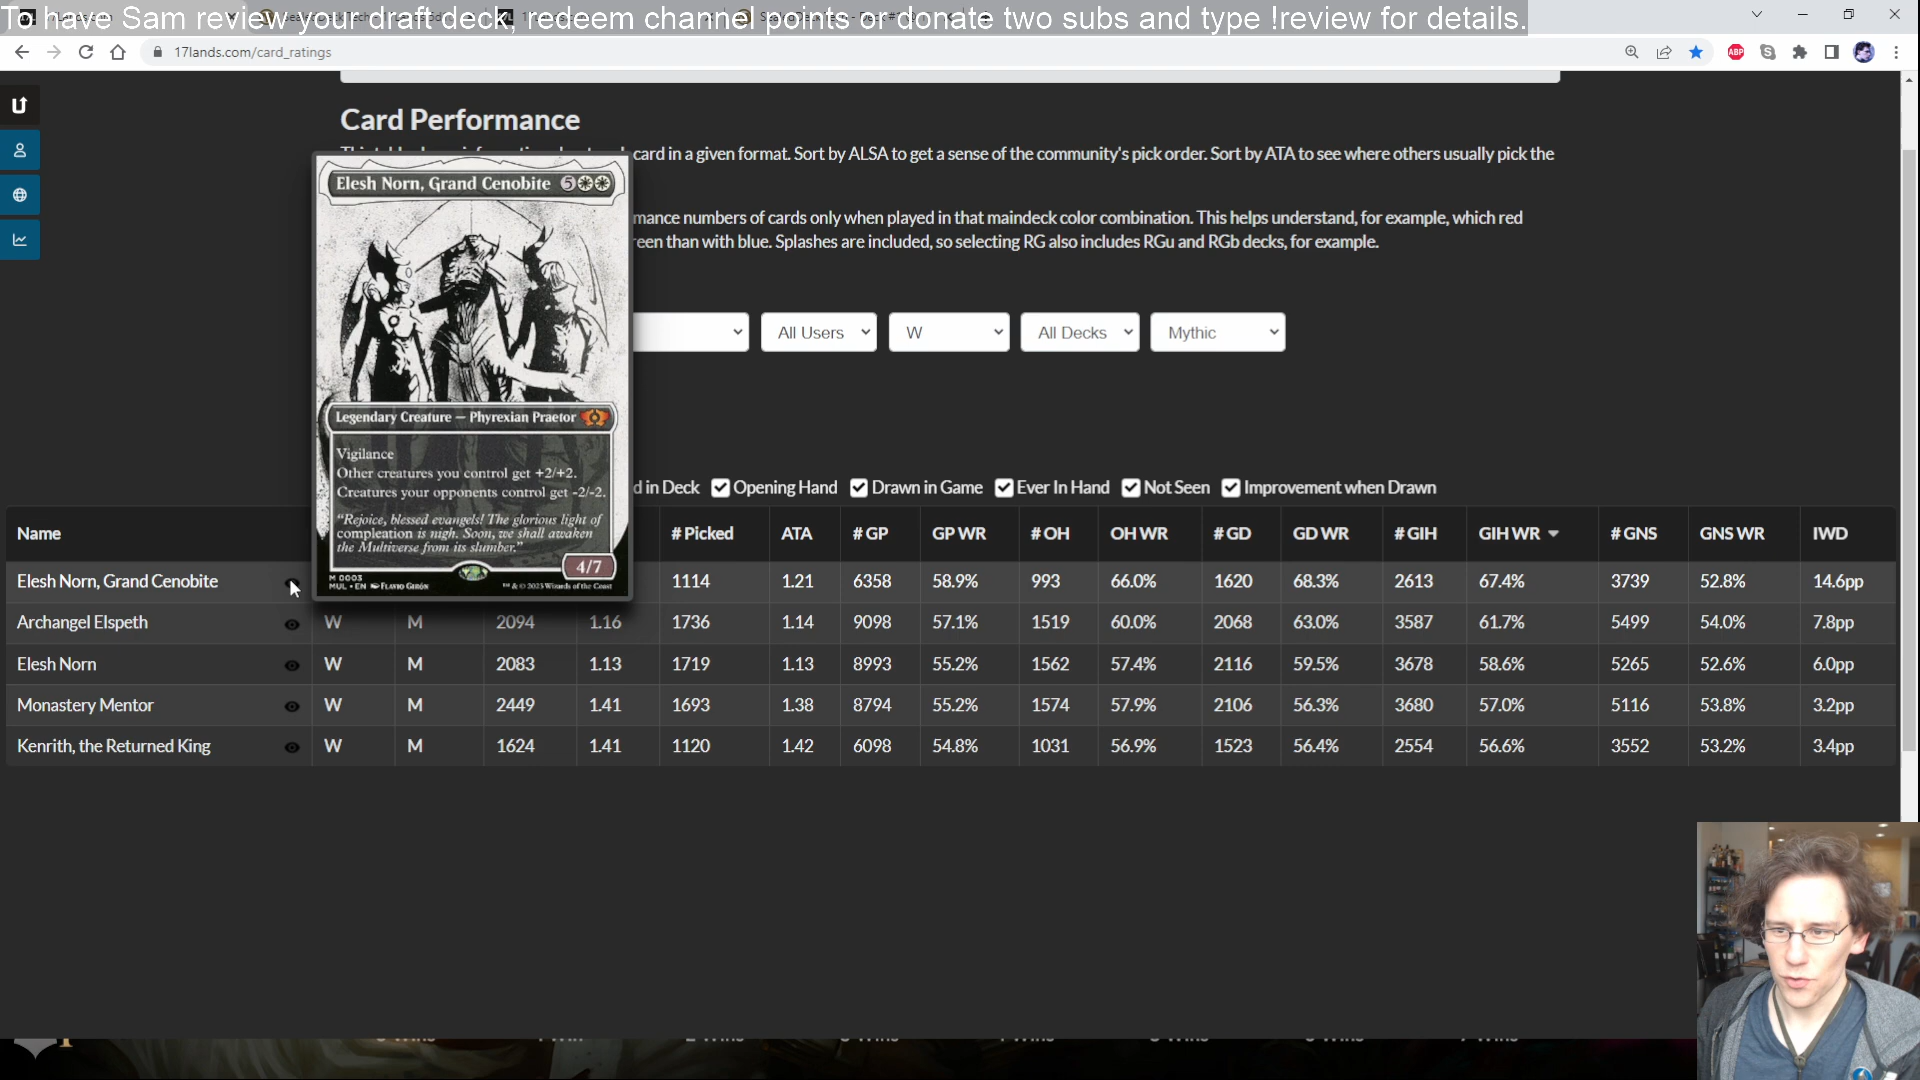 To have Sam review your draft deck, redeem channel points or donate two subs and type !review for details.
17lands.com/card_ratings
ABP
Card Performance
card in a given format. Sort by ALSA to get a sense of the community's pick order. Sort by ATA to see where others usually pick the
mance numbers of cards only when played in that maindeck color combination. This helps understand, for example, which red
reen than with blue. Splashes are included, so selecting RG also includes RGu and RGb decks, for example.
Elesh Norn, Grand Cenobite 5
Legendary Creature — Phyrexian Praetor
Vigilance
Other creatures you control get +2/+2.
Creatures your opponents control get -2/-2.
"Rejoice, blessed evangels! The glorious light of
compleation is nigh. Soon, we shall awaken
the Multiverse from its slumber."
4/7
M 0003
MUL • EN Flavio Girón
™ & © 2023 Wizards of the Coast
All Users W All Decks Mythic
d in Deck Opening Hand Drawn in Game Ever In Hand Not Seen Improvement when Drawn
Name # Picked ATA # GP GP WR # OH OH WR # GD GD WR # GIH GIH WR # GNS GNS WR IWD
Elesh Norn, Grand Cenobite 1114 1.21 6358 58.9% 993 66.0% 1620 68.3% 2613 67.4% 3739 52.8% 14.6pp
Archangel Elspeth W M 2094 1.16 1736 1.14 9098 57.1% 1519 60.0% 2068 63.0% 3587 61.7% 5499 54.0% 7.8pp
Elesh Norn W M 2083 1.13 1719 1.13 8993 55.2% 1562 57.4% 2116 59.5% 3678 58.6% 5265 52.6% 6.0pp
Monastery Mentor W M 2449 1.41 1693 1.38 8794 55.2% 1574 57.9% 2106 56.3% 3680 57.0% 5116 53.8% 3.2pp
Kenrith, the Returned King W M 1624 1.41 1120 1.42 6098 54.8% 1031 56.9% 1523 56.4% 2554 56.6% 3552 53.2% 3.4pp